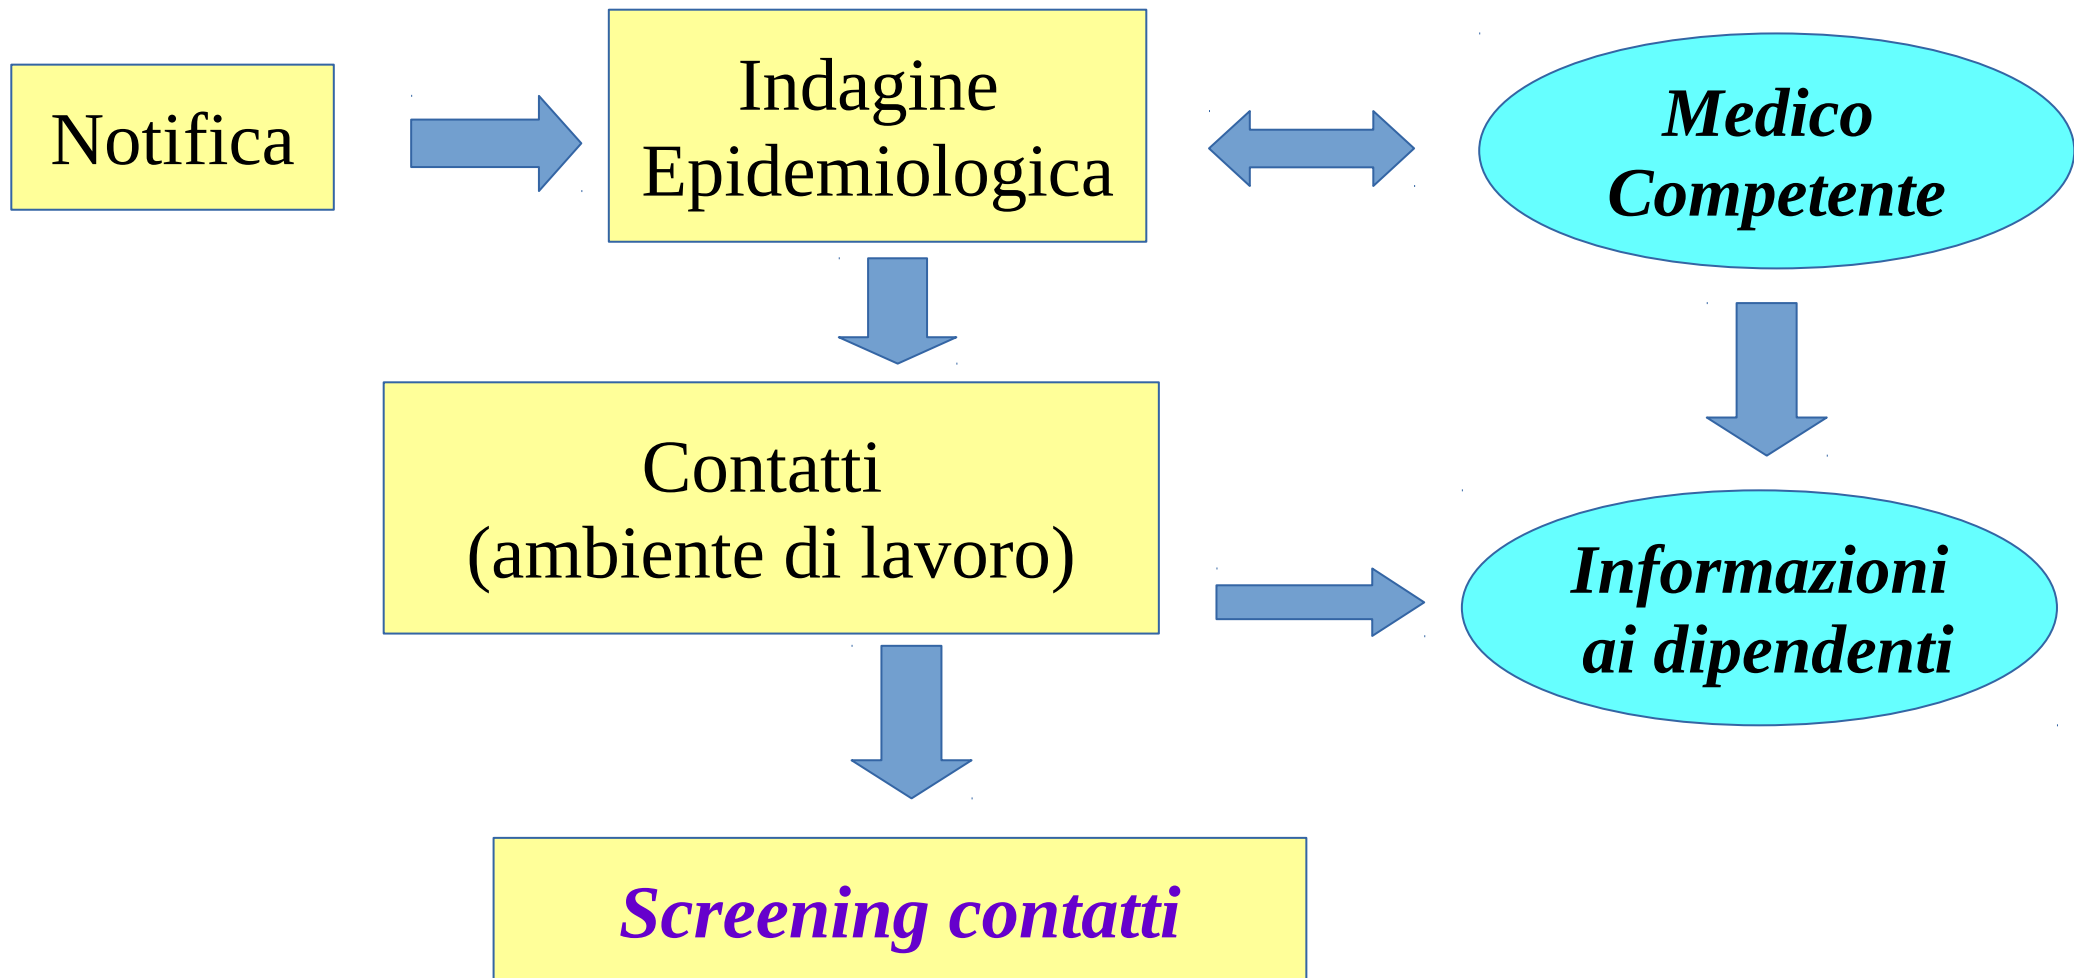 Notifica
Indagine
Epidemiologica
Medico
Competente
Contatti
(ambiente di lavoro)
Informazioni
ai dipendenti
Screening contatti